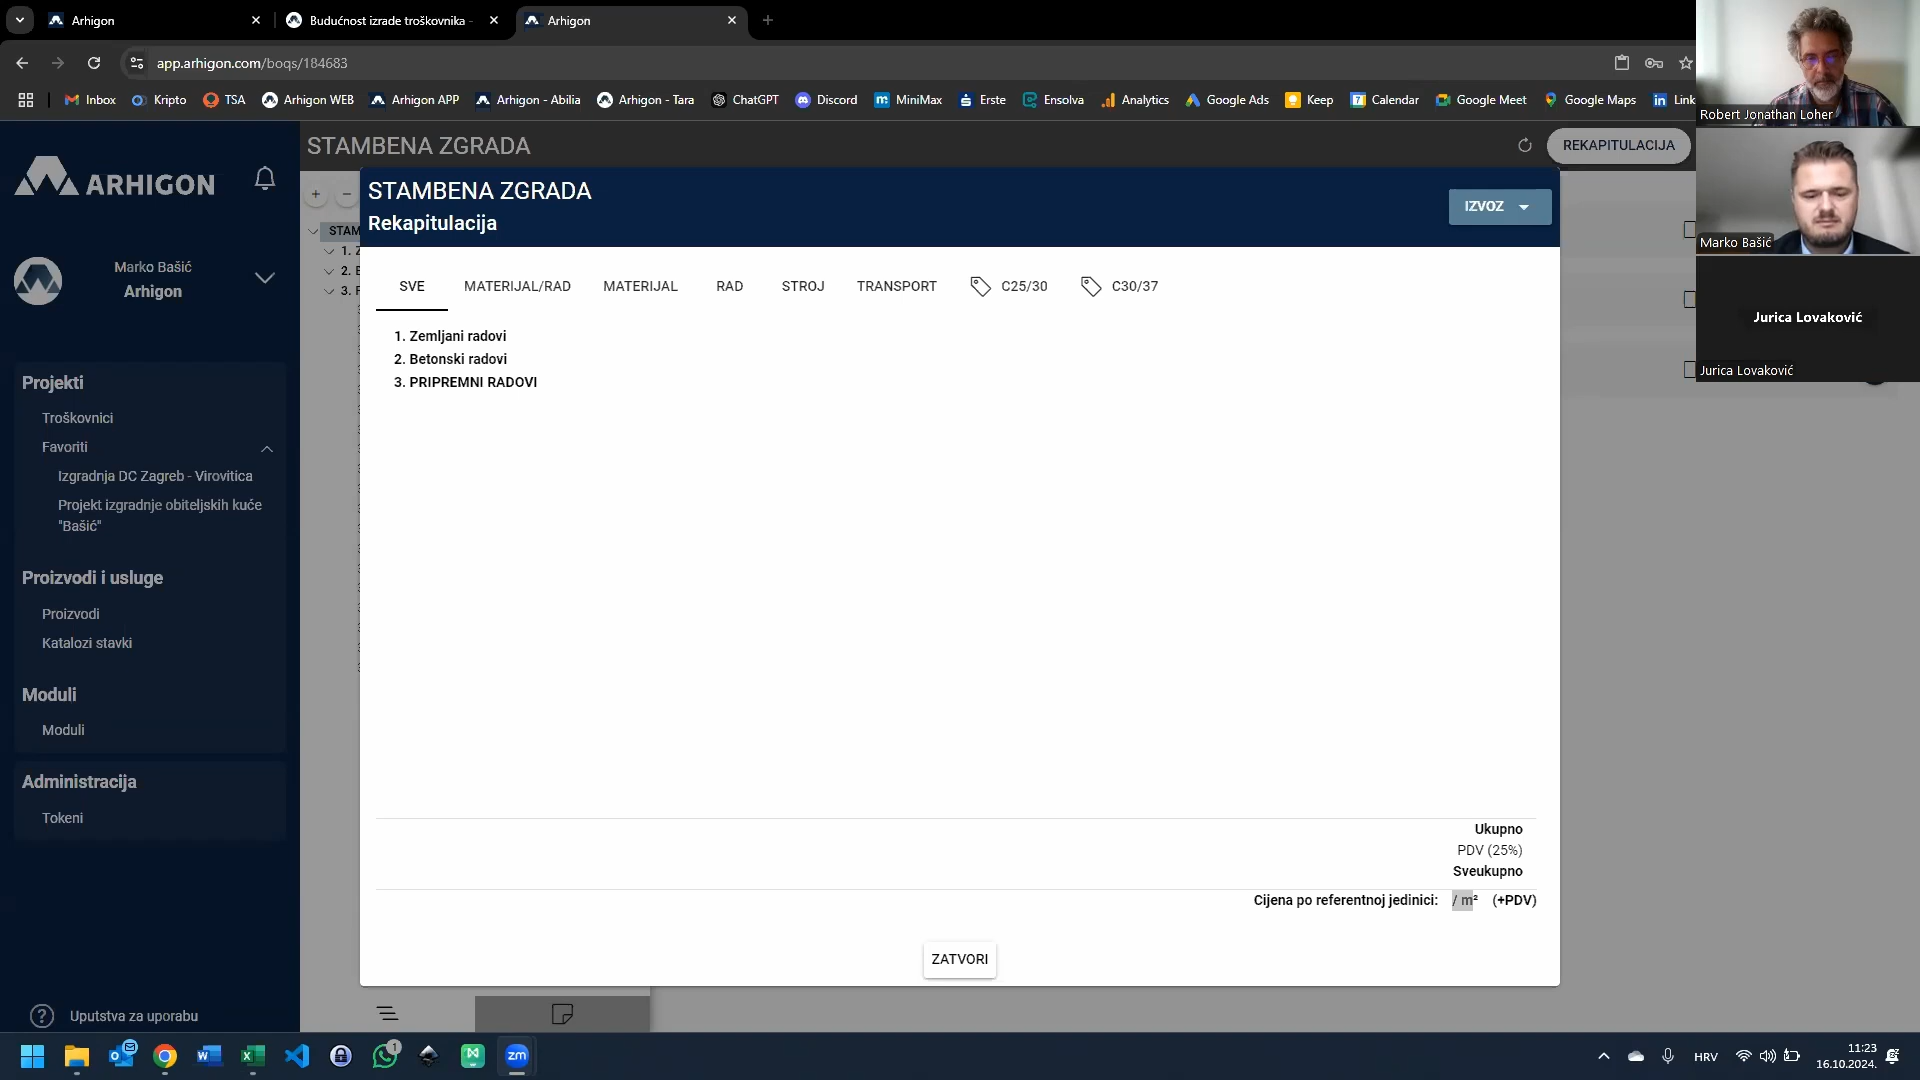 Arhigon
Budućnost izrade troškovnika -
Arhigon
app.arhigon.com/boqs/184683
Inbox
Kripto
TSA
Arhigon WEB
Arhigon APP
Arhigon - Abilia
Arhigon - Tara
ChatGPT
Discord
MiniMax
Erste
Ensolva
Analytics
Google Ads
Keep
Calendar
Google Meet
Google Maps
Link
Robert Jonathan Loher
Marko Bašić
Jurica Lovaković
Jurica Lovaković
ARHIGON
Marko Bašić
Arhigon
Projekti
Troškovnici
Favoriti
Izgradnja DC Zagreb - Virovitica
Projekt izgradnje obiteljskih kuće
"Bašić"
Proizvodi i usluge
Proizvodi
Katalozi stavki
Moduli
Moduli
Administracija
Tokeni
Uputstva za uporabu
STAMBENA ZGRADA
REKAPITULACIJA
STAM
1. Z
2. B
3. P
STAMBENA ZGRADA
Rekapitulacija
IZVOZ
SVE
MATERIJAL/RAD
MATERIJAL
RAD
STROJ
TRANSPORT
C25/30
C30/37
1. Zemljani radovi
2. Betonski radovi
3. PRIPREMNI RADOVI
Ukupno
PDV (25%)
Sveukupno
Cijena po referentnoj jedinici: / m² (+PDV)
ZATVORI
1
HRV
11:23
16.10.2024.